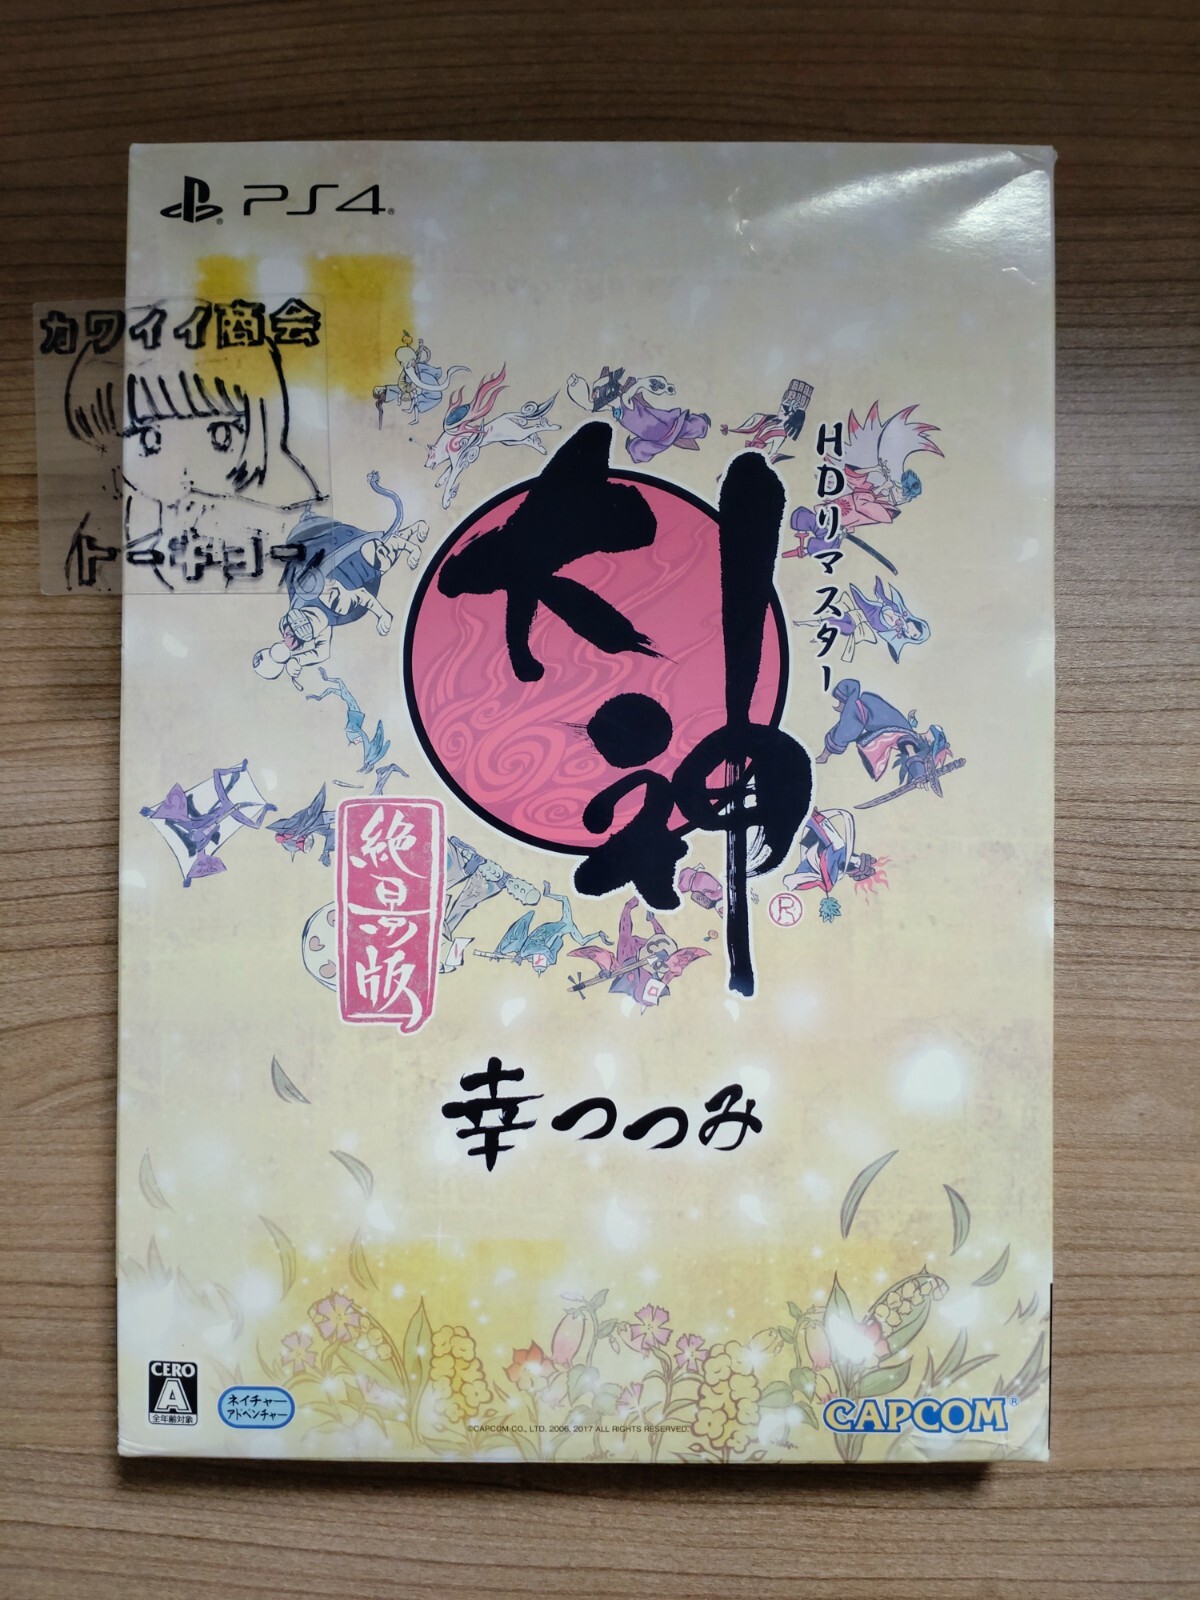 PS4
カワイイ商会
トーキョー
大神
HDリマスター
絶景版
幸つつみ
CERO
A
全年齢対象
ネイチャー
アドベンチャー
©CAPCOM CO., LTD. 2006, 2017 ALL RIGHTS RESERVED.
CAPCOM